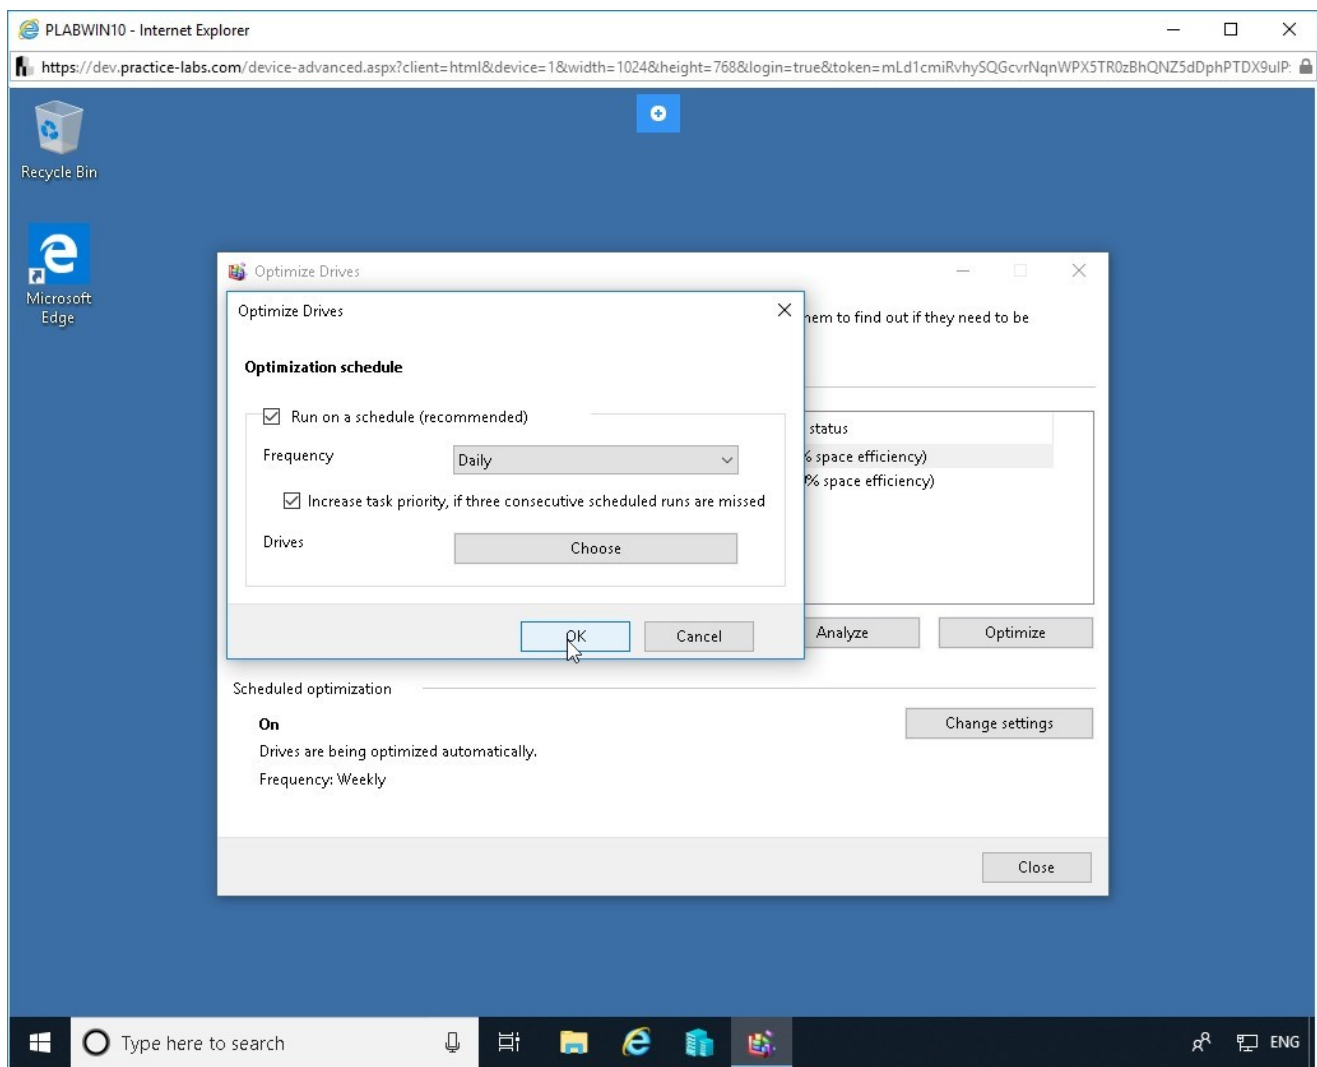 PLABWIN10 - Internet Explorer
https://dev.practice-labs.com/device-advanced.aspx?client=html&device=1&width=1024&height=768&login=true&token=mLd1cmiRvhySQGcvrNqnWPX5TR0zBhQNZ5dDphPTDX9uIP:
Recycle Bin
Microsoft
Edge
Optimize Drives
Optimize Drives
hem to find out if they need to be
Optimization schedule
Run on a schedule (recommended)
status
Frequency
Daily
% space efficiency)
% space efficiency)
Increase task priority, if three consecutive scheduled runs are missed
Drives
Choose
OK
Cancel
Analyze
Optimize
Scheduled optimization
On
Change settings
Drives are being optimized automatically.
Frequency: Weekly
Close
Type here to search
ENG